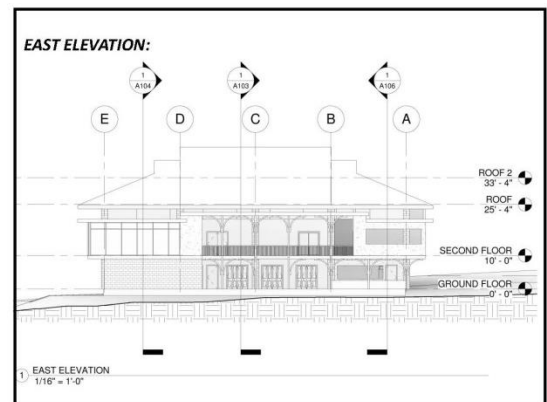 EAST ELEVATION:
1
A104
1
A103
1
A106
E
D
C
B
A
ROOF 2
33' - 4"
ROOF
25' - 4"
SECOND FLOOR
10' - 0"
GROUND FLOOR
0' - 0"
1
EAST ELEVATION
1/16" = 1'-0"